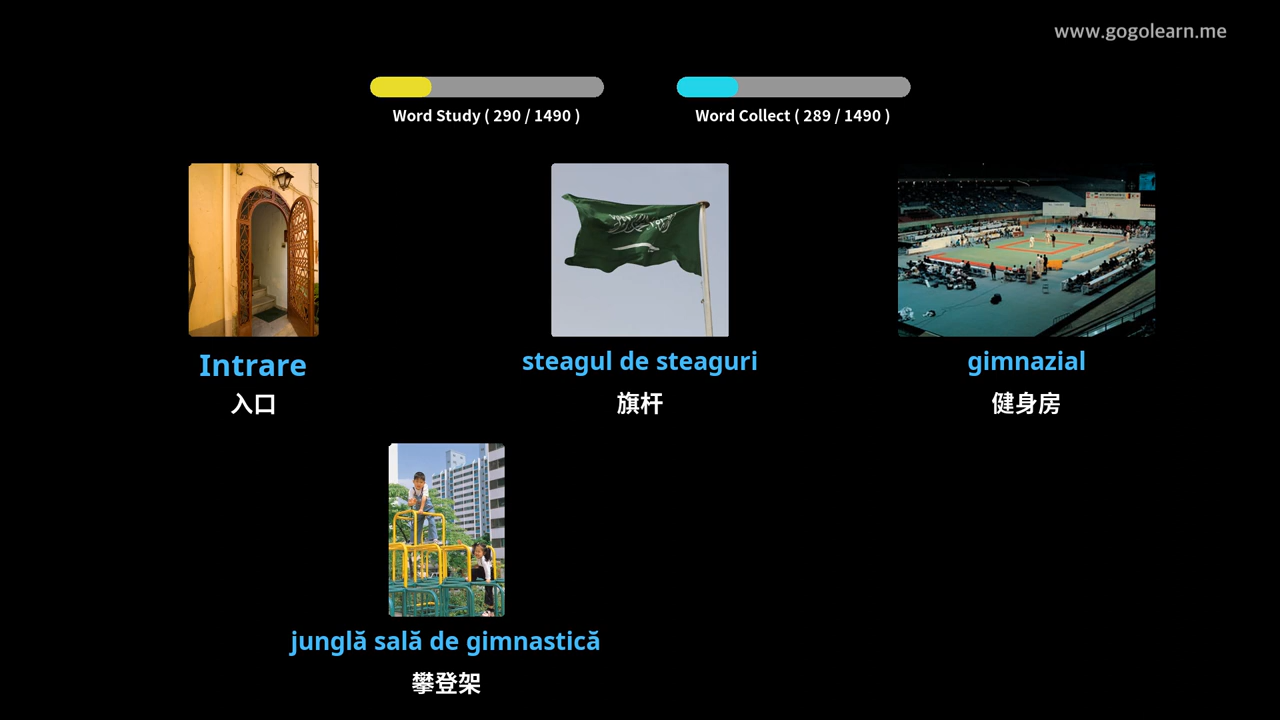 www.gogolearn.me
Word Study ( 290 / 1490 )
Word Collect ( 289 / 1490 )
Intrare
入口
steagul de steaguri
旗杆
gimnazial
健身房
junglă sală de gimnastică
攀登架